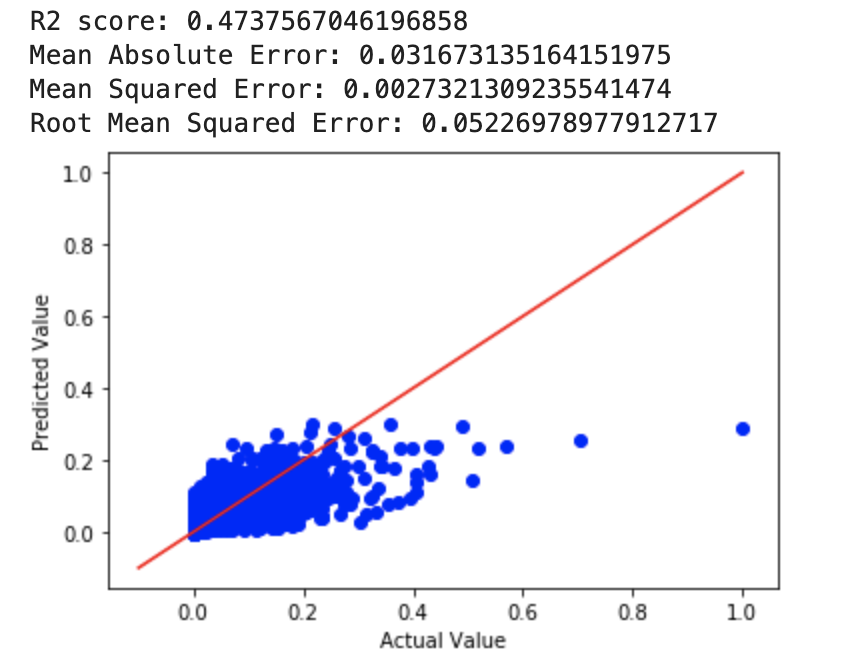 R2 score: 0.4737567046196858
Mean Absolute Error: 0.031673135164151975
Mean Squared Error: 0.0027321309235541474
Root Mean Squared Error: 0.05226978977912717
1.0
0.8
0.6
0.4
0.2
0.0
Predicted Value
0.0 0.2 0.4 0.6 0.8 1.0
Actual Value